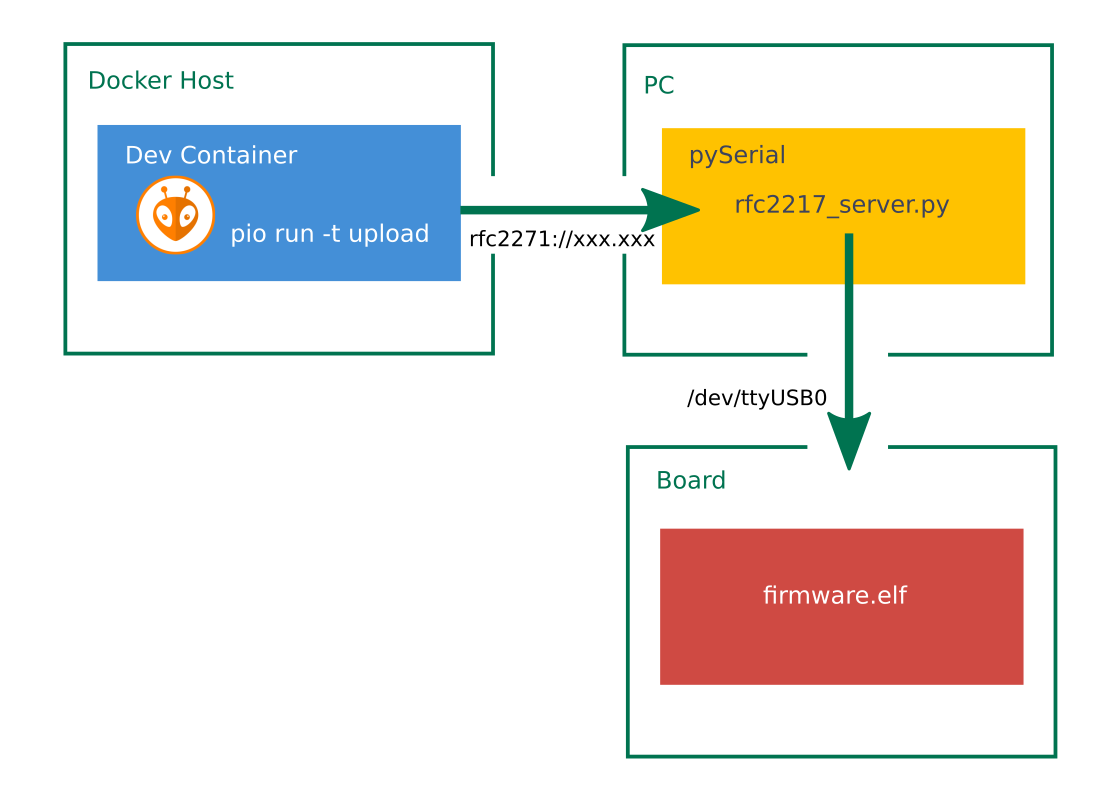 Docker Host
Dev Container
pio run -t upload
rfc2271://xxx.xxx
PC
pySerial
rfc2217_server.py
/dev/ttyUSB0
Board
firmware.elf